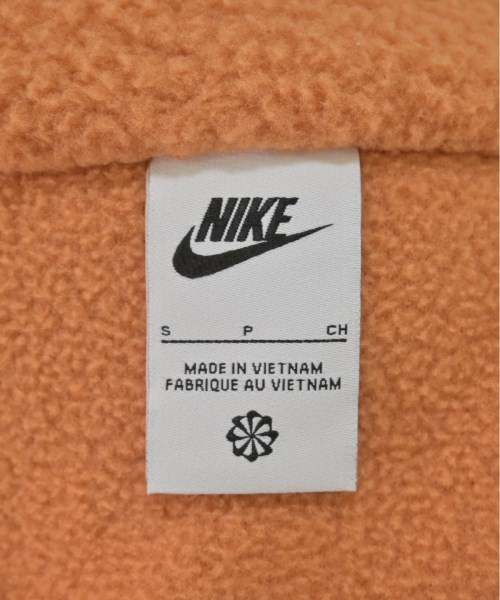 NIKE
S P CH
MADE IN VIETNAM
FABRIQUE AU VIETNAM